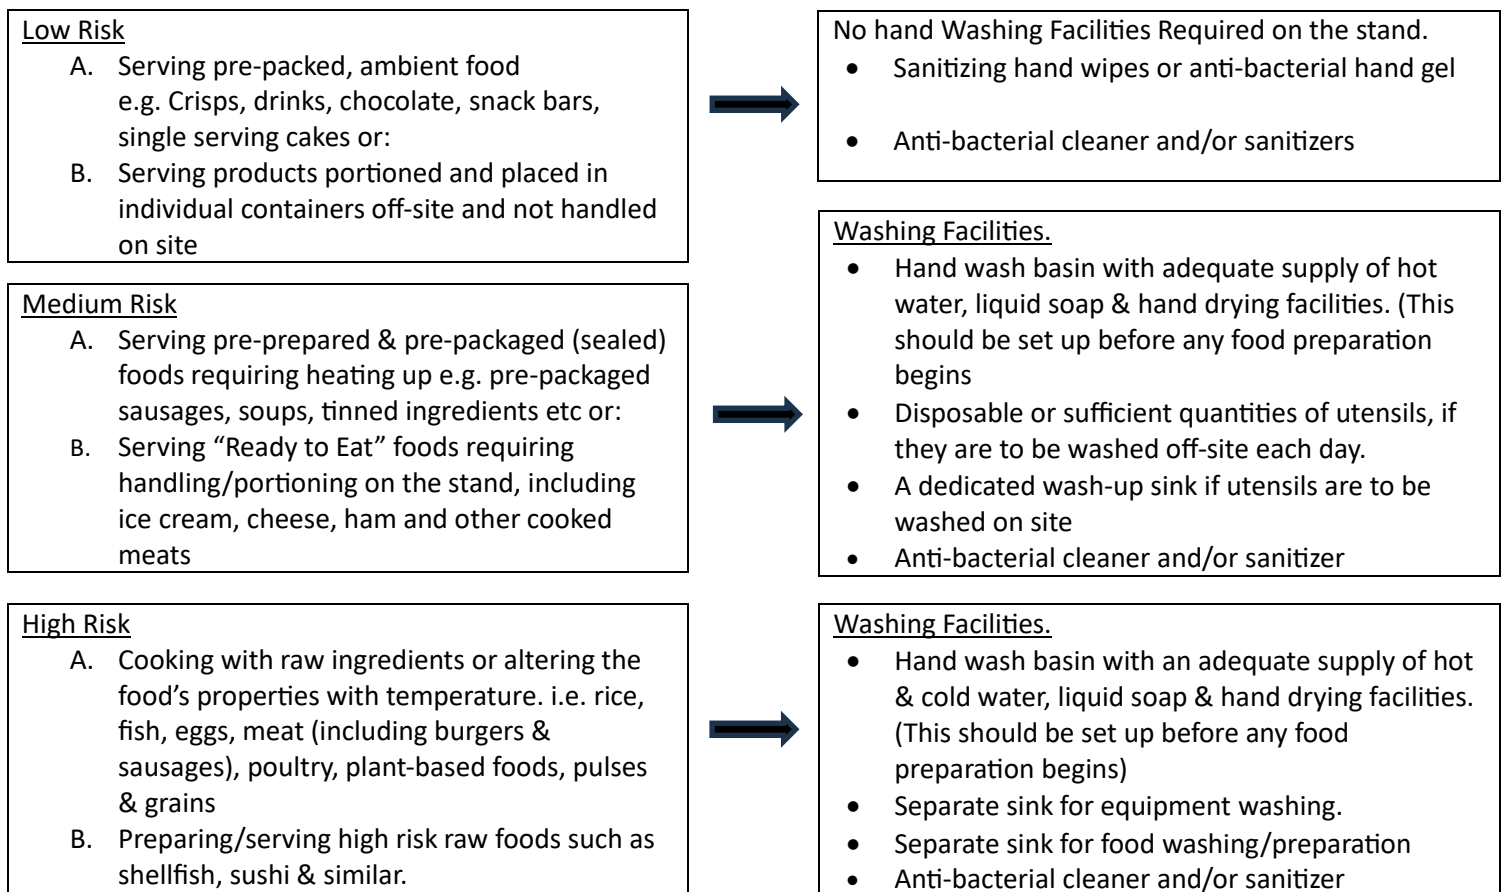 Low Risk
A. Serving pre-packed, ambient food
e.g. Crisps, drinks, chocolate, snack bars,
single serving cakes or:
B. Serving products portioned and placed in
individual containers off-site and not handled
on site
No hand Washing Facilities Required on the stand.
• Sanitizing hand wipes or anti-bacterial hand gel
• Anti-bacterial cleaner and/or sanitizers
Medium Risk
A. Serving pre-prepared & pre-packaged (sealed)
foods requiring heating up e.g. pre-packaged
sausages, soups, tinned ingredients etc or:
B. Serving “Ready to Eat” foods requiring
handling/portioning on the stand, including
ice cream, cheese, ham and other cooked
meats
Washing Facilities.
• Hand wash basin with adequate supply of hot
water, liquid soap & hand drying facilities. (This
should be set up before any food preparation
begins
• Disposable or sufficient quantities of utensils, if
they are to be washed off-site each day.
• A dedicated wash-up sink if utensils are to be
washed on site
• Anti-bacterial cleaner and/or sanitizer
High Risk
A. Cooking with raw ingredients or altering the
food’s properties with temperature. i.e. rice,
fish, eggs, meat (including burgers &
sausages), poultry, plant-based foods, pulses
& grains
B. Preparing/serving high risk raw foods such as
shellfish, sushi & similar.
Washing Facilities.
• Hand wash basin with an adequate supply of hot
& cold water, liquid soap & hand drying facilities.
(This should be set up before any food
preparation begins)
• Separate sink for equipment washing.
• Separate sink for food washing/preparation
• Anti-bacterial cleaner and/or sanitizer